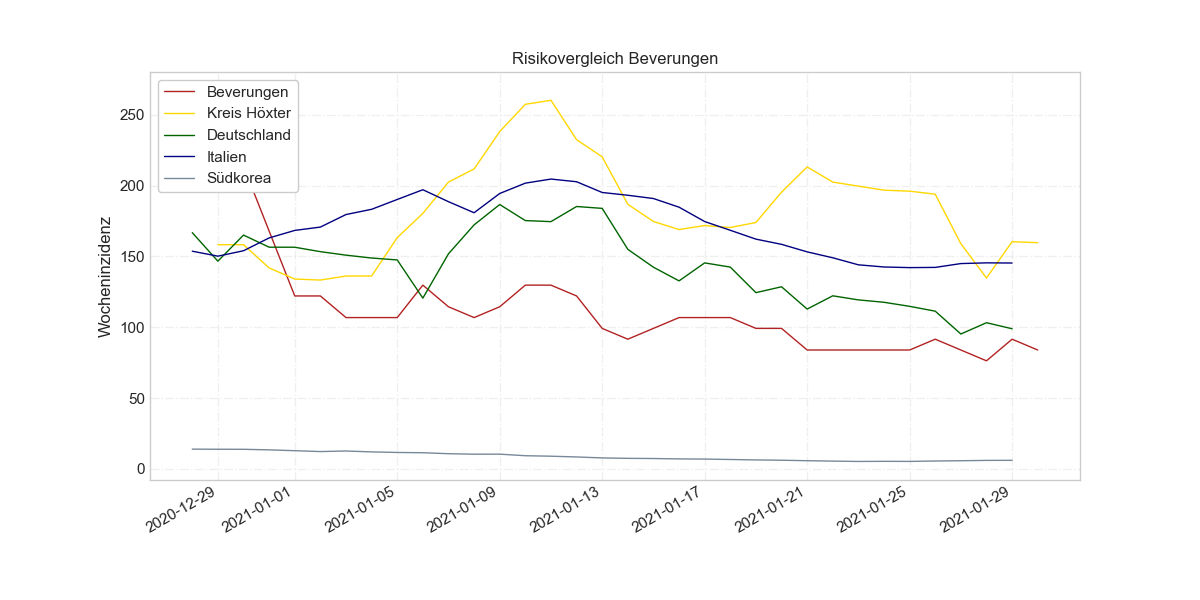 Risikovergleich Beverungen
Beverungen
Kreis Höxter
Deutschland
Italien
Südkorea
Wocheninzidenz
250
200
150
100
50
0
2020-12-29
2021-01-01
2021-01-05
2021-01-09
2021-01-13
2021-01-17
2021-01-21
2021-01-25
2021-01-29